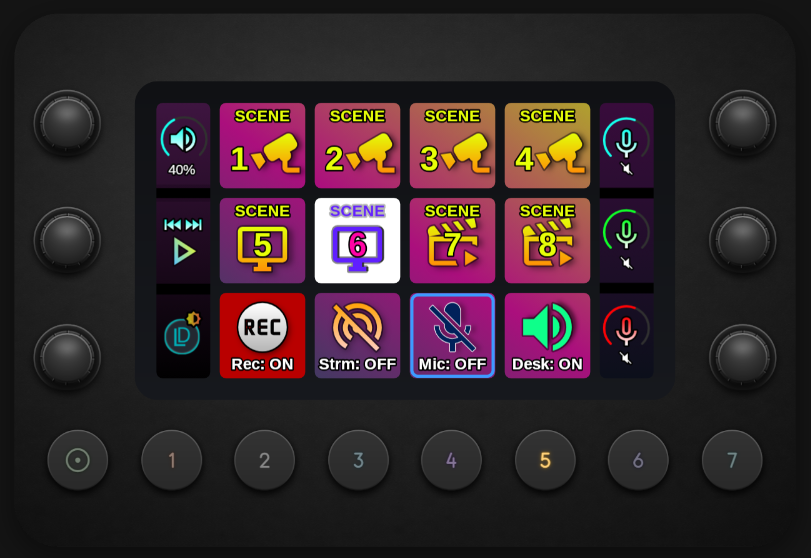 SCENE
SCENE
SCENE
SCENE
1
2
3
4
40%
SCENE
SCENE
SCENE
SCENE
5
6
7
8
LD
REC
Rec: ON
Strm: OFF
Mic: OFF
Desk: ON
1
2
3
4
5
6
7